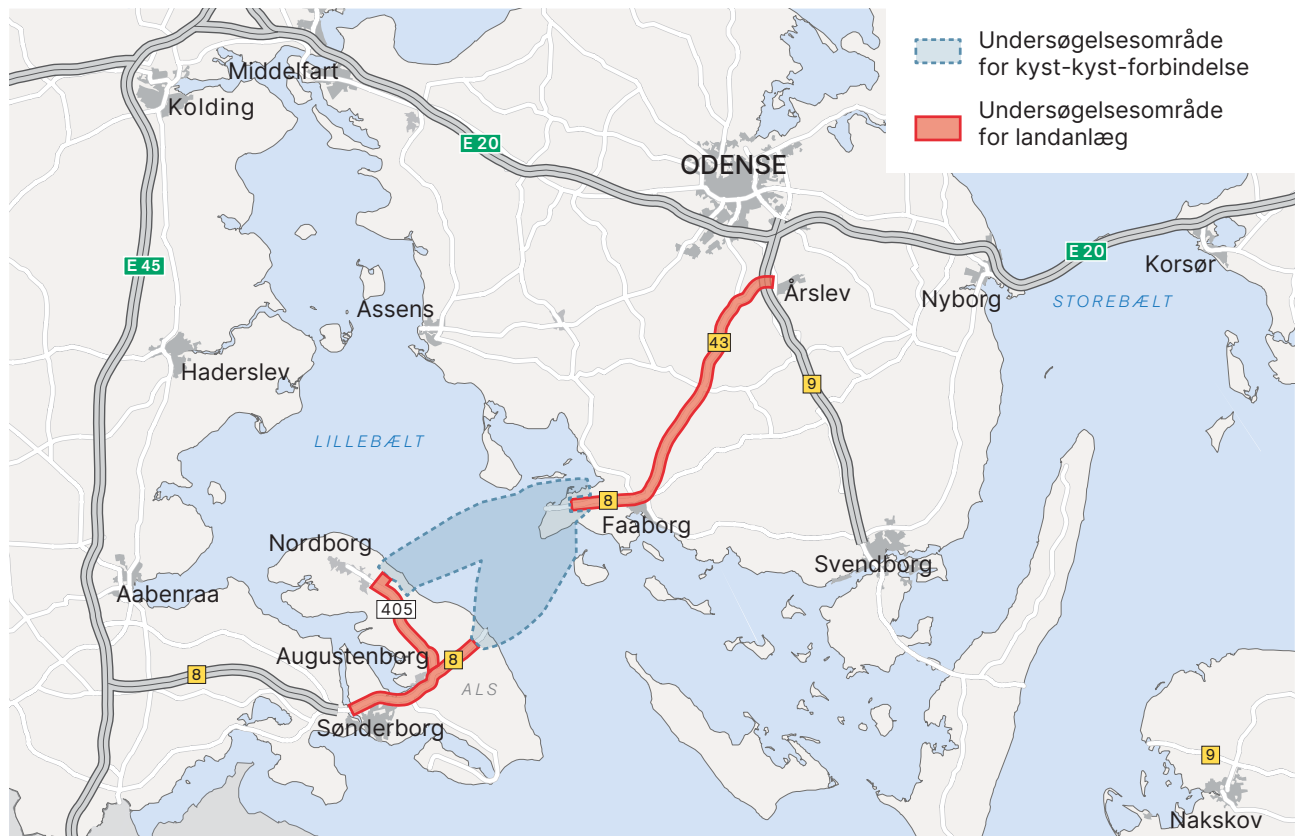 Undersøgelsesområde
for kyst-kyst-forbindelse
Undersøgelsesområde
for landanlæg
Middelfart
Kolding
E 20
ODENSE
E 45
E 20
Korsør
Årslev
Nyborg
STOREBÆLT
Assens
43
Haderslev
9
LILLEBÆLT
8
Faaborg
Nordborg
Svendborg
Aabenraa
405
Augustenborg
8
8
ALS
Sønderborg
9
Nakskov